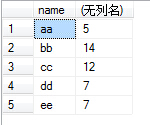 name (无列名)
1 aa 5
2 bb 14
3 cc 12
4 dd 7
5 ee 7